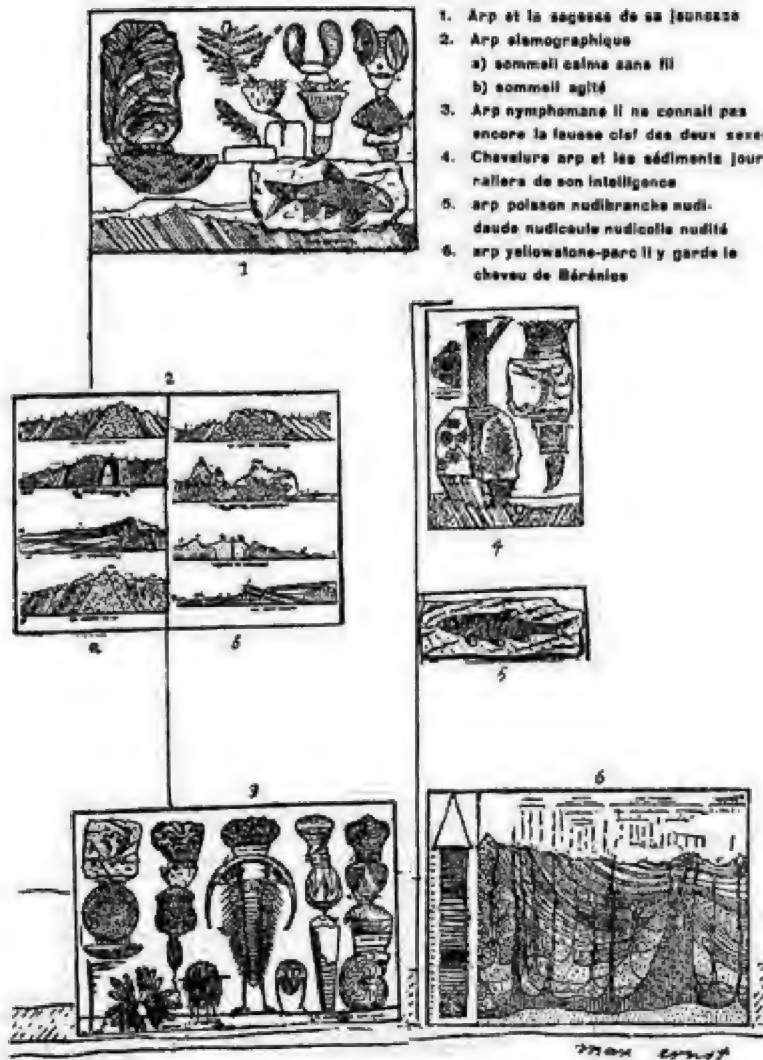 1. Arp et la sagesse de sa jeunesse
2. Arp sismographique
a) sommeil calme sans fil
b) sommeil agité
3. Arp nymphomane il ne connait pas
encore la fausse clef des deux sexes
4. Chevelure arp et les sédiments jour-
naliers de son intelligence
5. arp poisson nudibranche nudi-
daude nudicaule nudicolle nudité
6. arp yellowstone-parc il y garde le
cheveu de Bérénice
1
2
4
a
b
5
3
6
max ernst